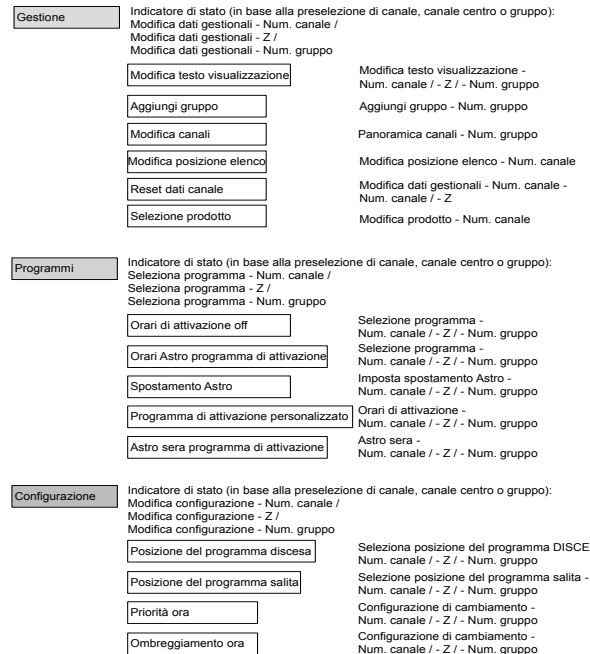 Gestione
Indicatore di stato (in base alla preselezione di canale, canale centro o gruppo):
Modifica dati gestionali - Num. canale /
Modifica dati gestionali - Z /
Modifica dati gestionali - Num. gruppo
Modifica testo visualizzazione
Modifica testo visualizzazione -
Num. canale / - Z / - Num. gruppo
Aggiungi gruppo
Aggiungi gruppo - Num. gruppo
Modifica canali
Panoramica canali - Num. gruppo
Modifica posizione elenco
Modifica posizione elenco - Num. canale
Reset dati canale
Modifica dati gestionali - Num. canale -
Num. canale / - Z
Selezione prodotto
Modifica prodotto - Num. canale
Programmi
Indicatore di stato (in base alla preselezione di canale, canale centro o gruppo):
Seleziona programma - Num. canale /
Seleziona programma - Z /
Seleziona programma - Num. gruppo
Orari di attivazione off
Selezione programma -
Num. canale / - Z / - Num. gruppo
Orari Astro programma di attivazione
Selezione programma -
Num. canale / - Z / - Num. gruppo
Spostamento Astro
Imposta spostamento Astro -
Num. canale / - Z / - Num. gruppo
Programma di attivazione personalizzato
Orari di attivazione -
Num. canale / - Z / - Num. gruppo
Astro sera programma di attivazione
Astro sera -
Num. canale / - Z / - Num. gruppo
Configurazione
Indicatore di stato (in base alla preselezione di canale, canale centro o gruppo):
Modifica configurazione - Num. canale /
Modifica configurazione - Z /
Modifica configurazione - Num. gruppo
Posizione del programma discesa
Seleziona posizione del programma DISCE
Num. canale / - Z / - Num. gruppo
Posizione del programma salita
Selezione posizione del programma salita -
Num. canale / - Z / - Num. gruppo
Priorità ora
Configurazione di cambiamento -
Num. canale / - Z / - Num. gruppo
Ombreggiamento ora
Configurazione di cambiamento -
Num. canale / - Z / - Num. gruppo